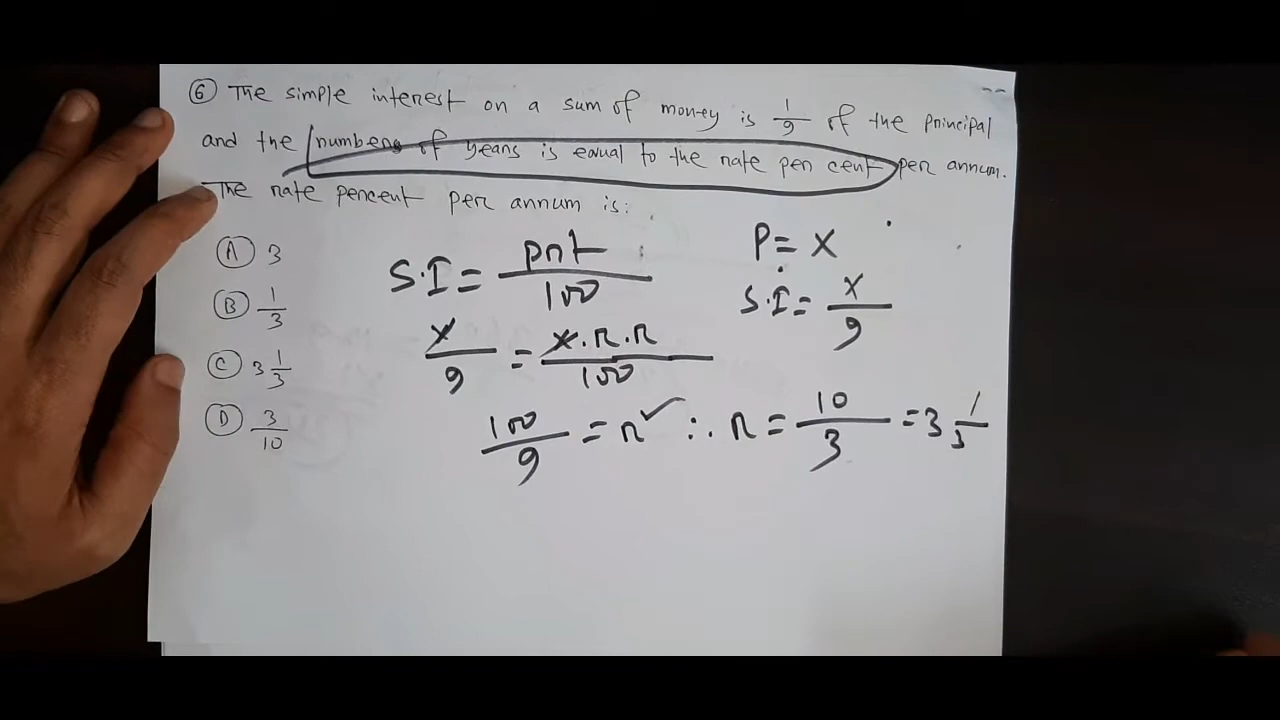 6 The simple interest on a sum of money is 1/9 of the principal
and the numbers of years is equal to the rate per cent per annum.
The rate percent per annum is:
A 3
B 1/3
C 3 1/3
D 3/10
S.I = prt/100
P = x
S.I = x/9
x/9 = x.r.r/100
100/9 = r ✓ ∴ r = 10/3 = 3 1/3